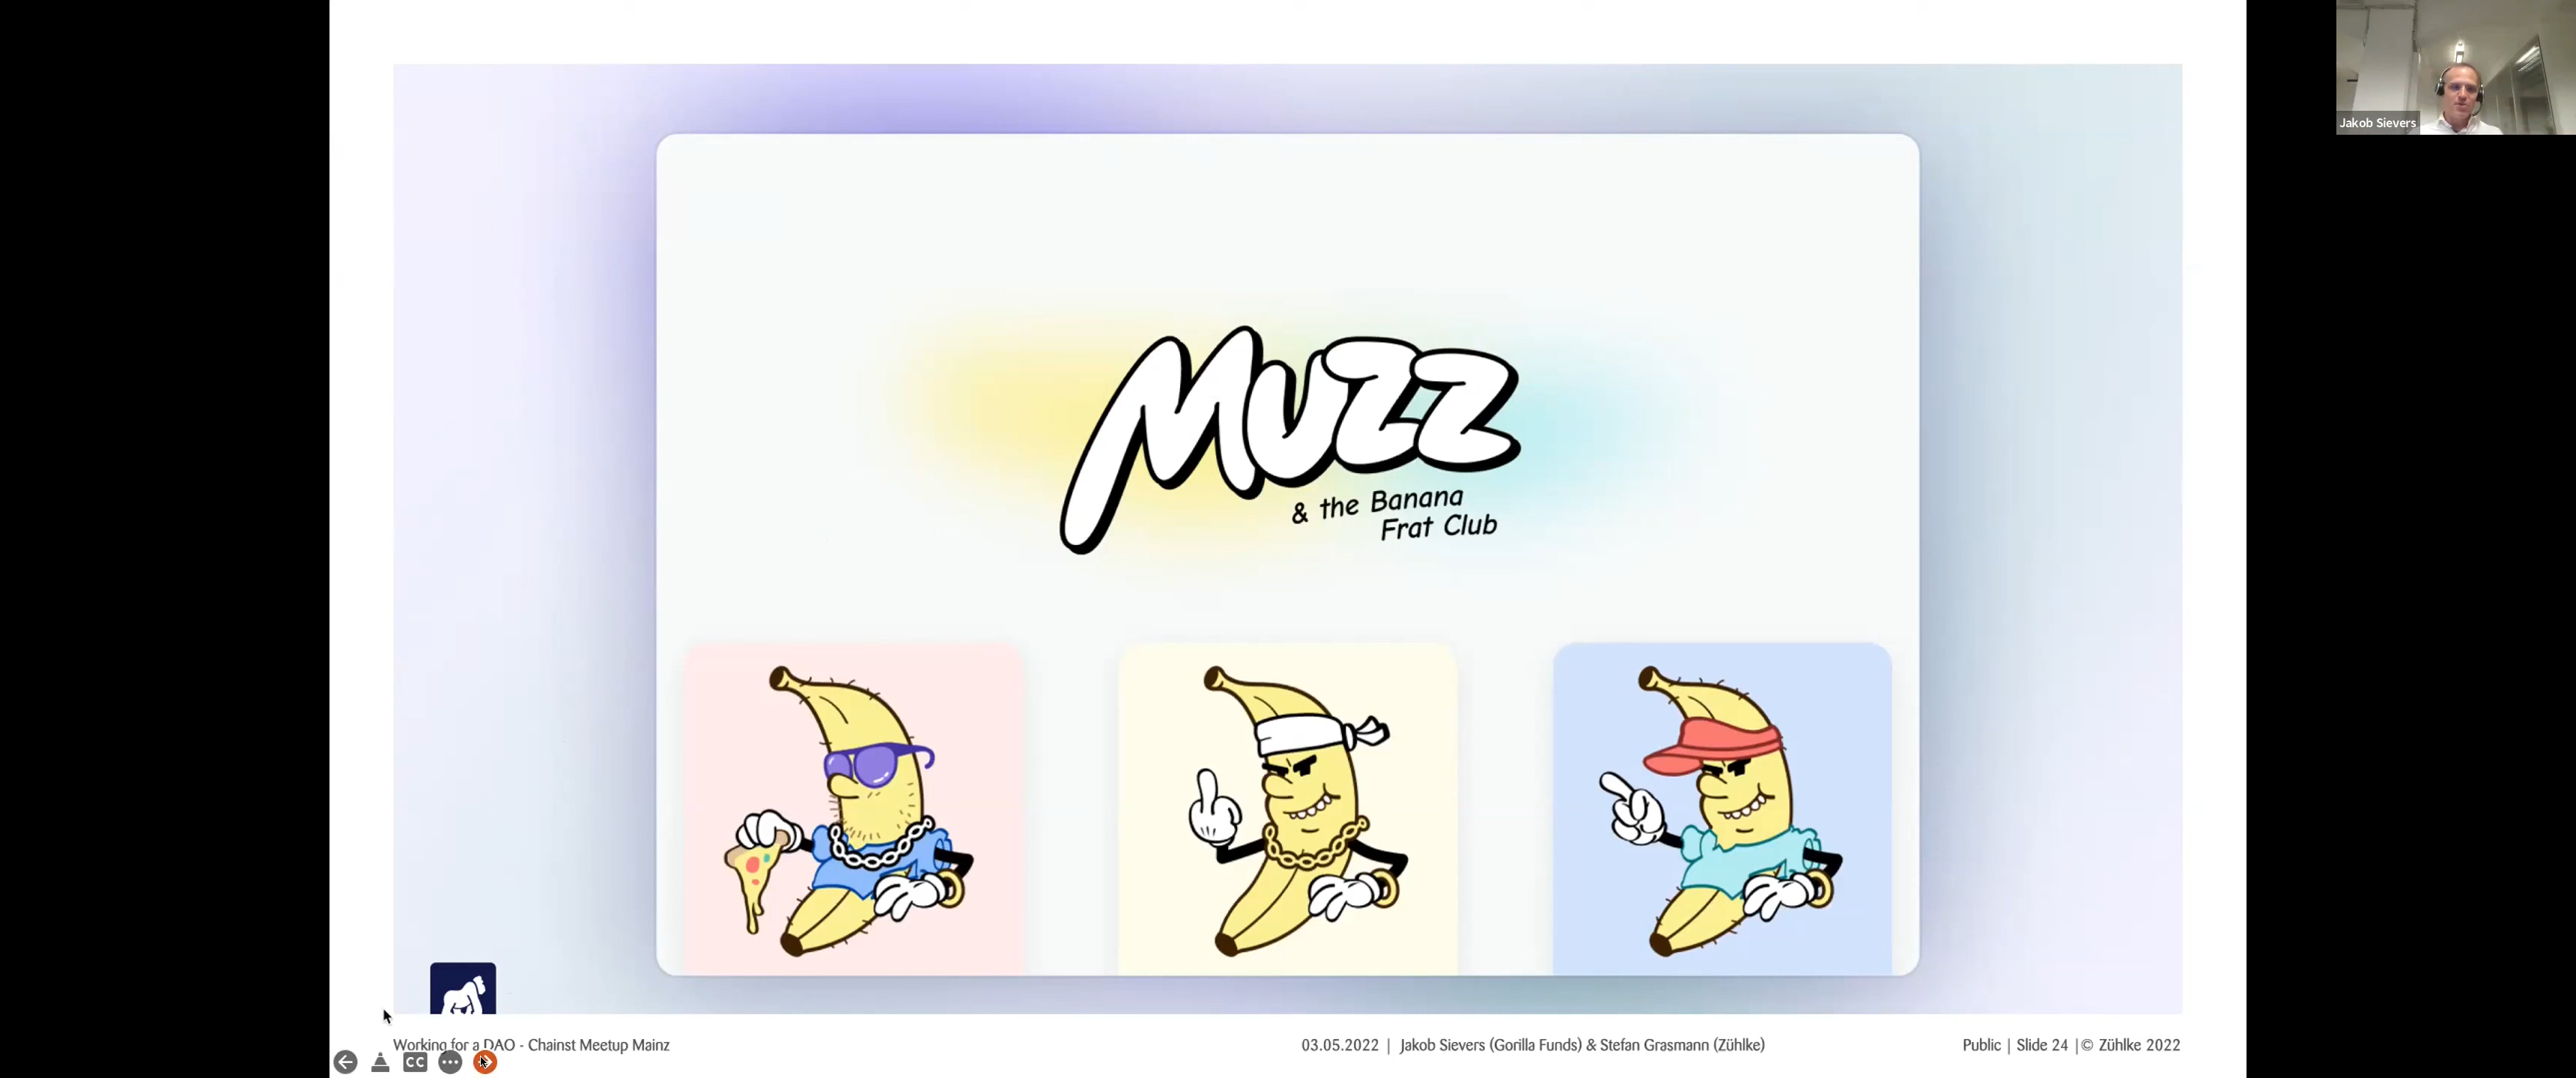 Jakob Sievers
Muzz
& the Banana
Frat Club
Working for a DAO - Chainst Meetup Mainz
03.05.2022 | Jakob Sievers (Gorilla Funds) & Stefan Grasmann (Zühlke)
Public | Slide 24 |© Zühlke 2022
CC